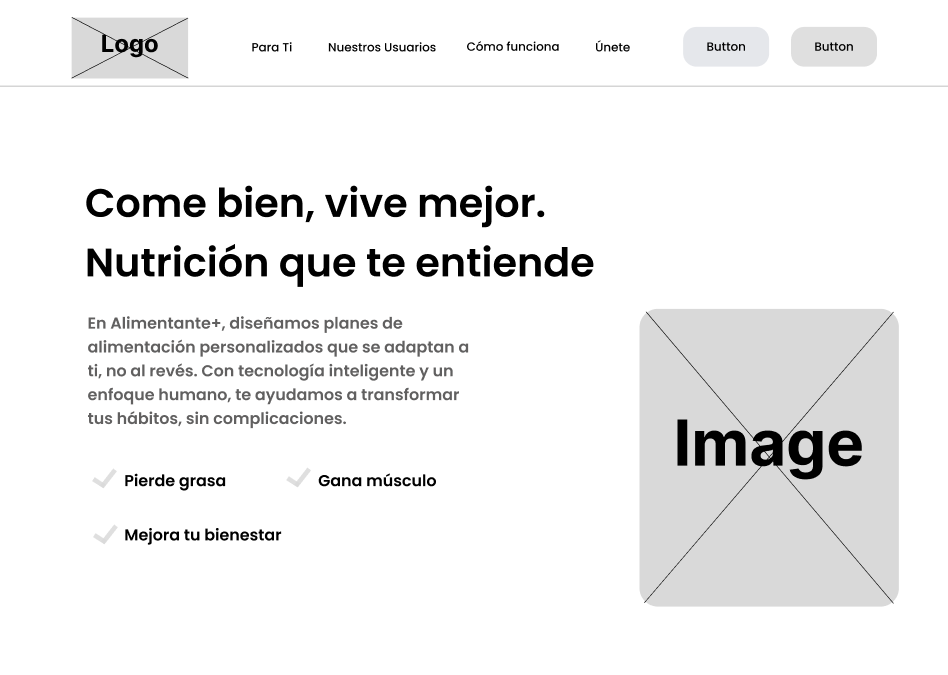 Logo
Para Ti
Nuestros Usuarios
Cómo funciona
Únete
Button
Button
Come bien, vive mejor.
Nutrición que te entiende
En Alimentante+, diseñamos planes de
alimentación personalizados que se adaptan a
ti, no al revés. Con tecnología inteligente y un
enfoque humano, te ayudamos a transformar
tus hábitos, sin complicaciones.
Pierde grasa
Gana músculo
Mejora tu bienestar
Image